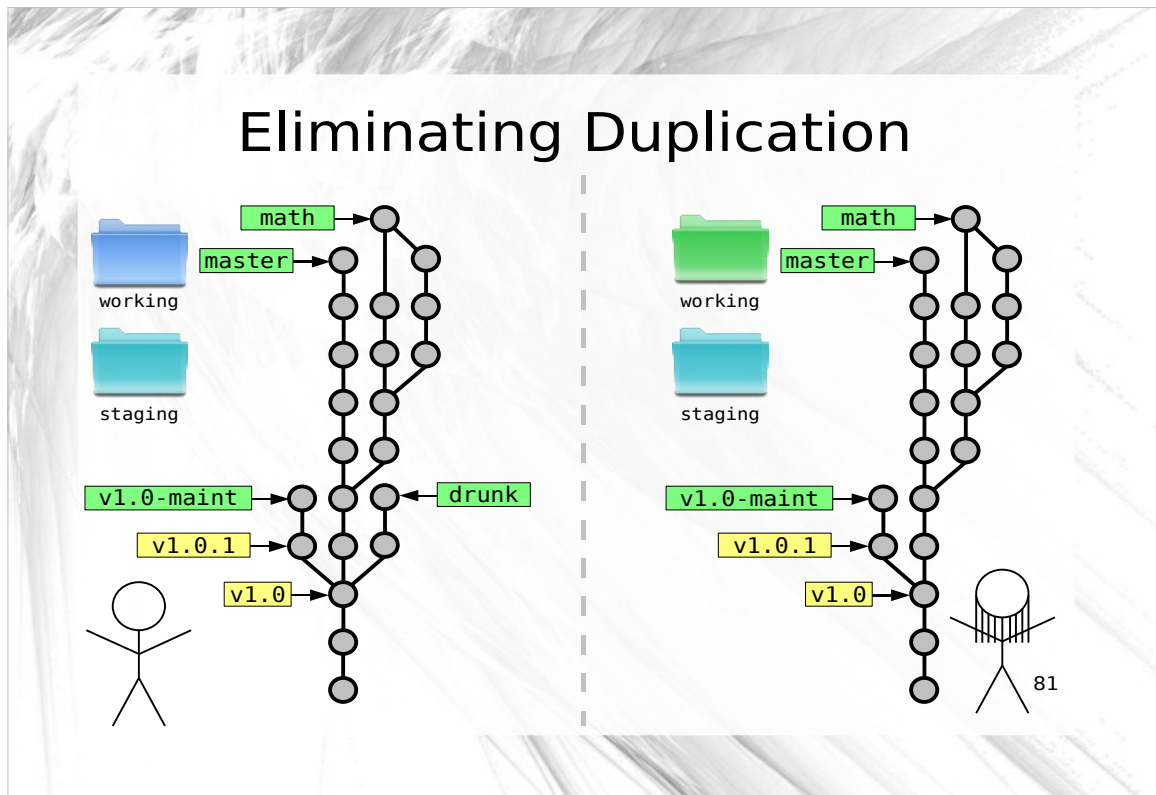 Eliminating Duplication
math
master
working
staging
v1.0-maint
drunk
v1.0.1
v1.0
math
master
working
staging
v1.0-maint
v1.0.1
v1.0
81